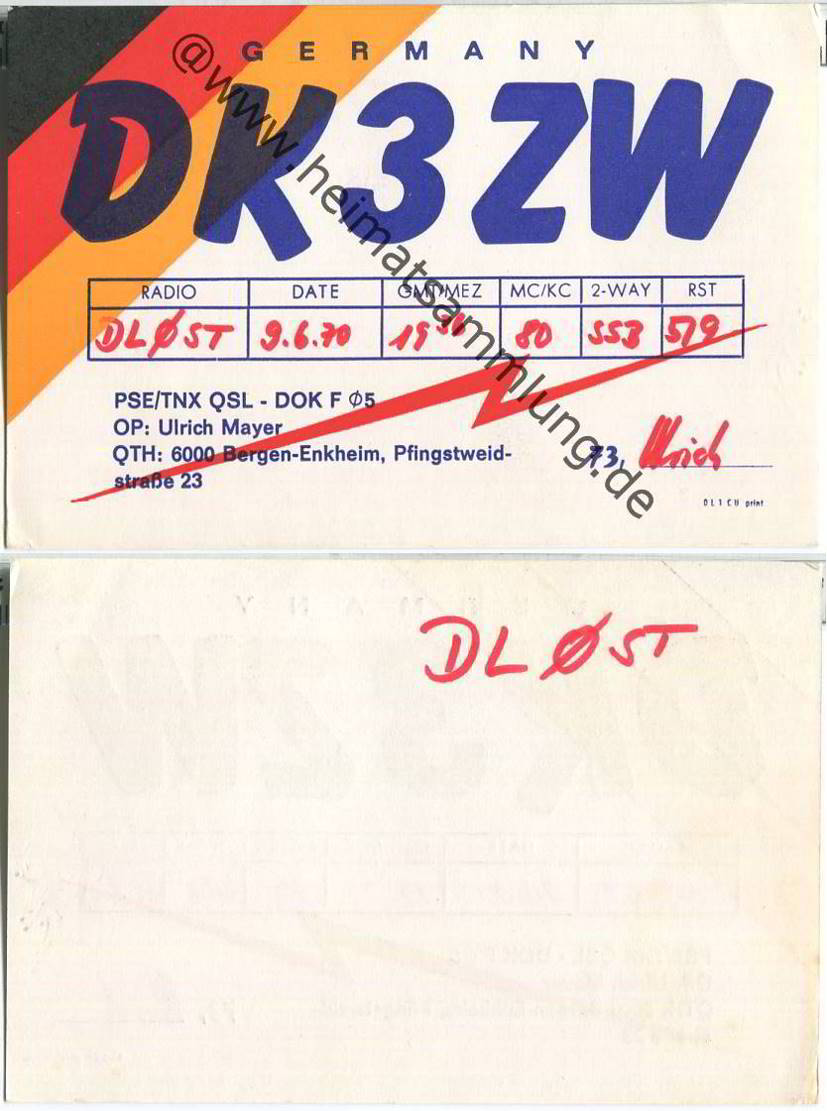 GERMANY
DK3ZW
RADIO DATE GMT/MEZ MC/KC 2-WAY RST
DLØST 9.6.70 19 80 SSB 579
PSE/TNX QSL - DOK F Ø5
OP: Ulrich Mayer
QTH: 6000 Bergen-Enkheim, Pfingstweid-
straße 23
73, Ulrich
DL1CU print
@www.heimatsammlung.de
DLØST